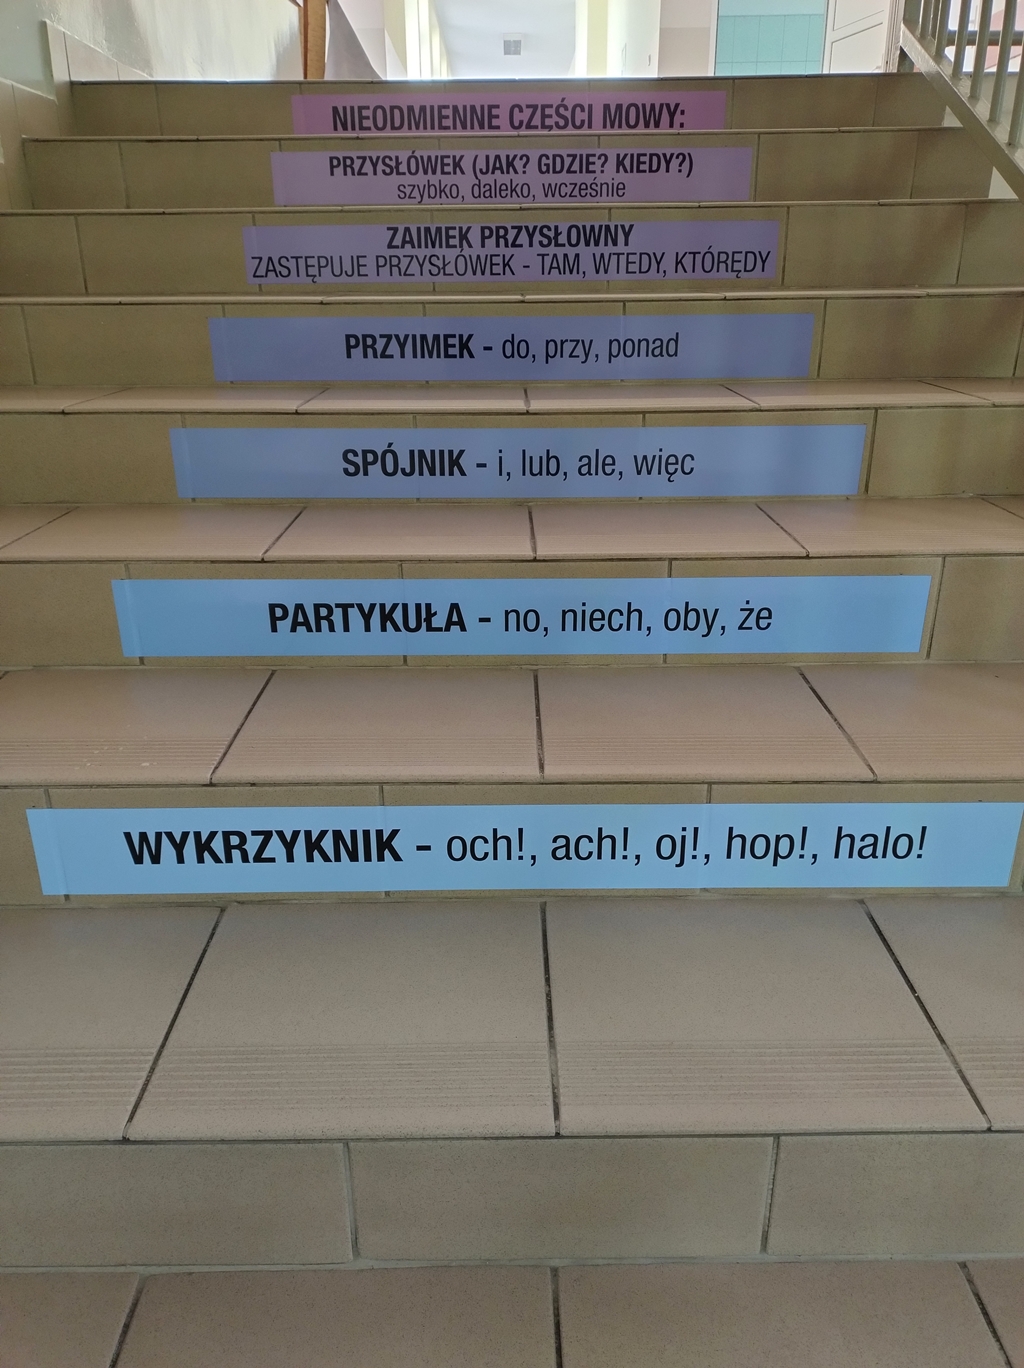 NIEODMIENNE CZĘŚCI MOWY:
PRZYSŁÓWEK (JAK? GDZIE? KIEDY?)
szybko, daleko, wcześnie
ZAIMEK PRZYSŁOWNY
ZASTĘPUJE PRZYSŁÓWEK - TAM, WTEDY, KTÓRĘDY
PRZYIMEK - do, przy, ponad
SPÓJNIK - i, lub, ale, więc
PARTYKUŁA - no, niech, oby, że
WYKRZYKNIK - och!, ach!, oj!, hop!, halo!